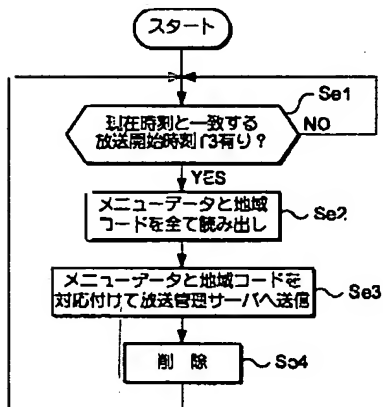 スタート
Se1
現在時刻と一致する
放送開始時刻Γ3有り?
NO
YES
メニューデータと地域
コードを全て読み出し
Se2
メニューデータと地域コードを
対応付けて放送管理サーバへ送信
Se3
削 除
Se4